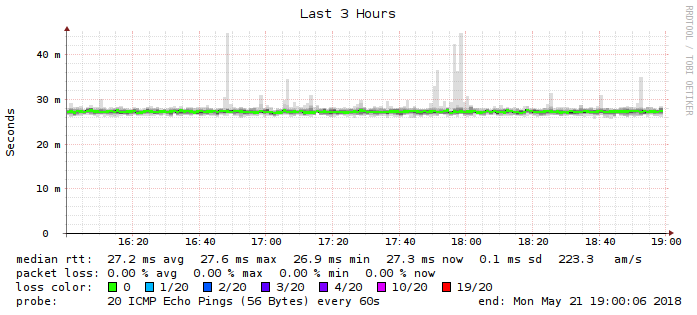 Last 3 Hours
RRDTOOL / TOBI OETIKER
Seconds
40 m
30 m
20 m
10 m
0
16:20 16:40 17:00 17:20 17:40 18:00 18:20 18:40 19:00
median rtt: 27.2 ms avg 27.6 ms max 26.9 ms min 27.3 ms now 0.1 ms sd 223.3 am/s
packet loss: 0.00 % avg 0.00 % max 0.00 % min 0.00 % now
loss color: 0 1/20 2/20 3/20 4/20 10/20 19/20
probe: 20 ICMP Echo Pings (56 Bytes) every 60s end: Mon May 21 19:00:06 2018